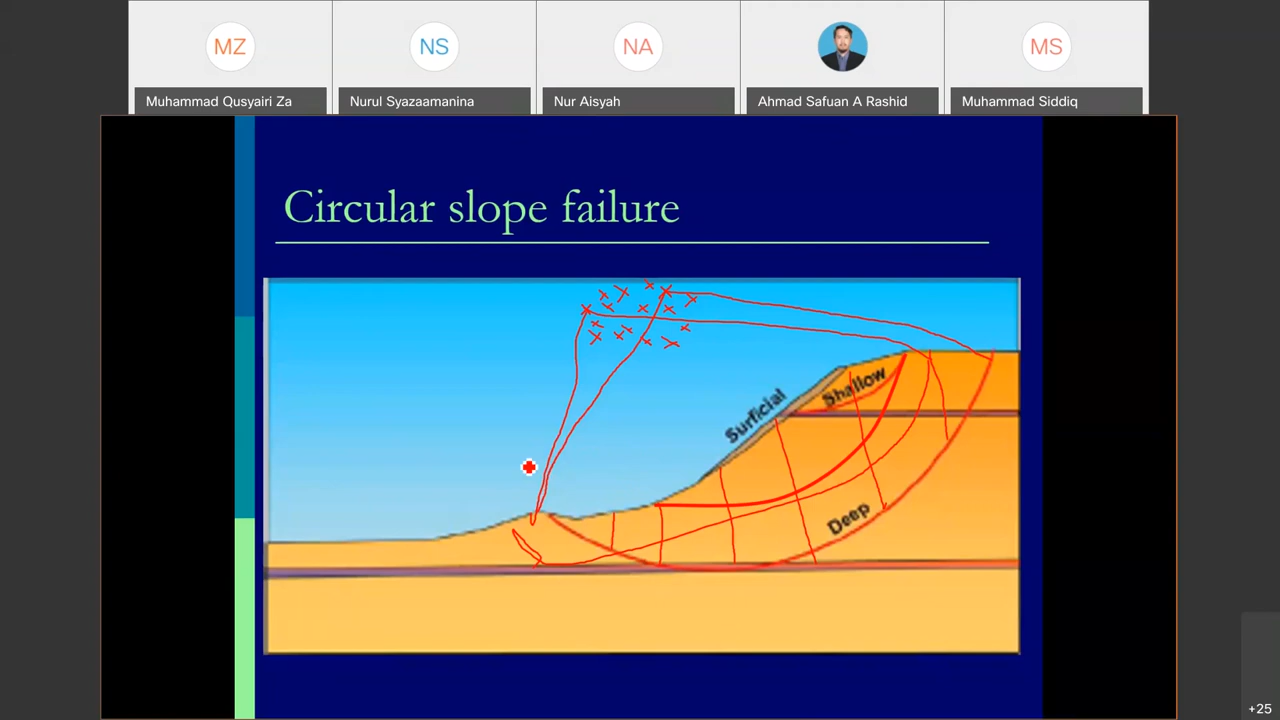 MZ
NS
NA
MS
Muhammad Qusyairi Za
Nurul Syazaamanina
Nur Aisyah
Ahmad Safuan A Rashid
Muhammad Siddiq
Circular slope failure
Surficial
Shallow
Deep
+25